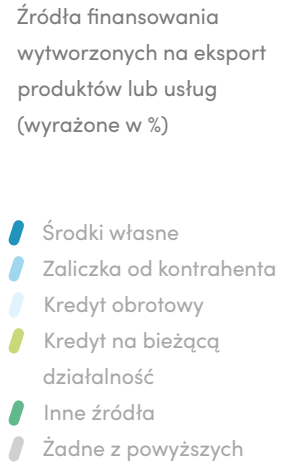 Źródła finansowania
wytworzonych na eksport
produktów lub usług
(wyrażone w %)
Środki własne
Zaliczka od kontrahenta
Kredyt obrotowy
Kredyt na bieżącą
działalność
Inne źródła
Żadne z powyższych